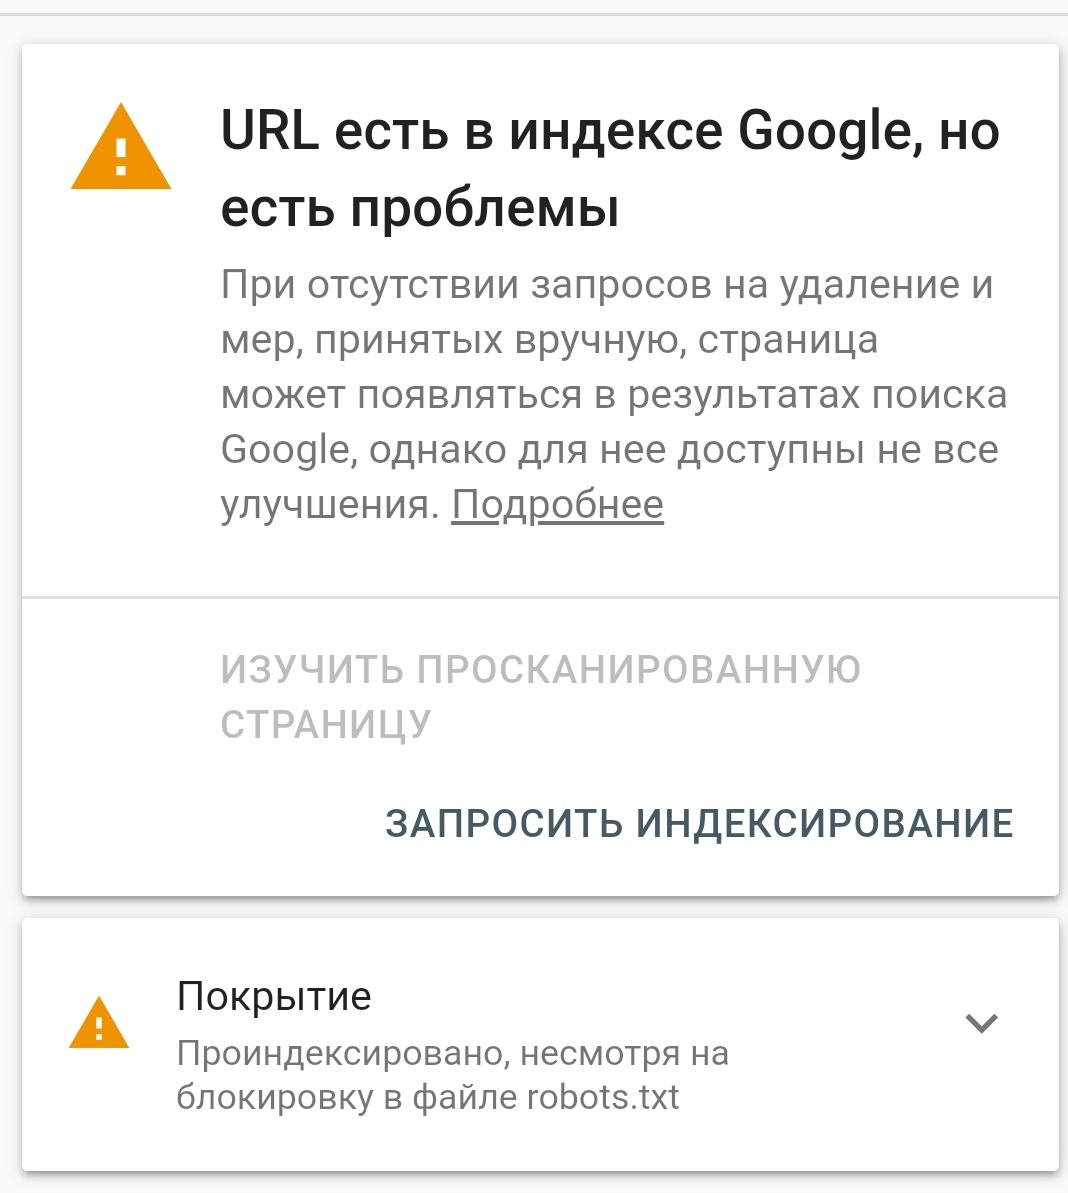 URL есть в индексе Google, но
есть проблемы
При отсутствии запросов на удаление и
мер, принятых вручную, страница
может появляться в результатах поиска
Google, однако для нее доступны не все
улучшения. Подробнее
ИЗУЧИТЬ ПРОСКАНИРОВАННУЮ
СТРАНИЦУ
ЗАПРОСИТЬ ИНДЕКСИРОВАНИЕ
Покрытие
Проиндексировано, несмотря на
блокировку в файле robots.txt